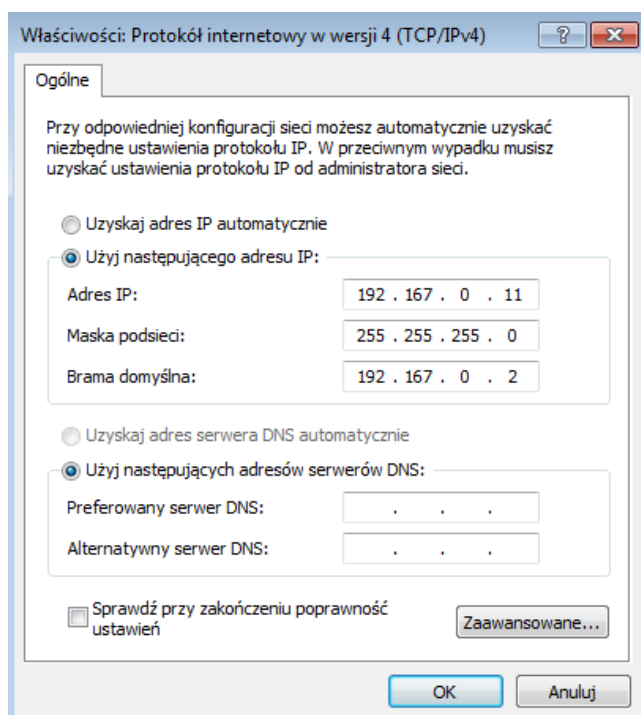 Właściwości: Protokół internetowy w wersji 4 (TCP/IPv4)
Ogólne
Przy odpowiedniej konfiguracji sieci możesz automatycznie uzyskać
niezbędne ustawienia protokołu IP. W przeciwnym wypadku musisz
uzyskać ustawienia protokołu IP od administratora sieci.
Uzyskaj adres IP automatycznie
Użyj następującego adresu IP:
Adres IP: 192 . 167 . 0 . 11
Maska podsieci: 255 . 255 . 255 . 0
Brama domyślna: 192 . 167 . 0 . 2
Uzyskaj adres serwera DNS automatycznie
Użyj następujących adresów serwerów DNS:
Preferowany serwer DNS: . . .
Alternatywny serwer DNS: . . .
Sprawdź przy zakończeniu poprawność
ustawień
Zaawansowane...
OK Anuluj